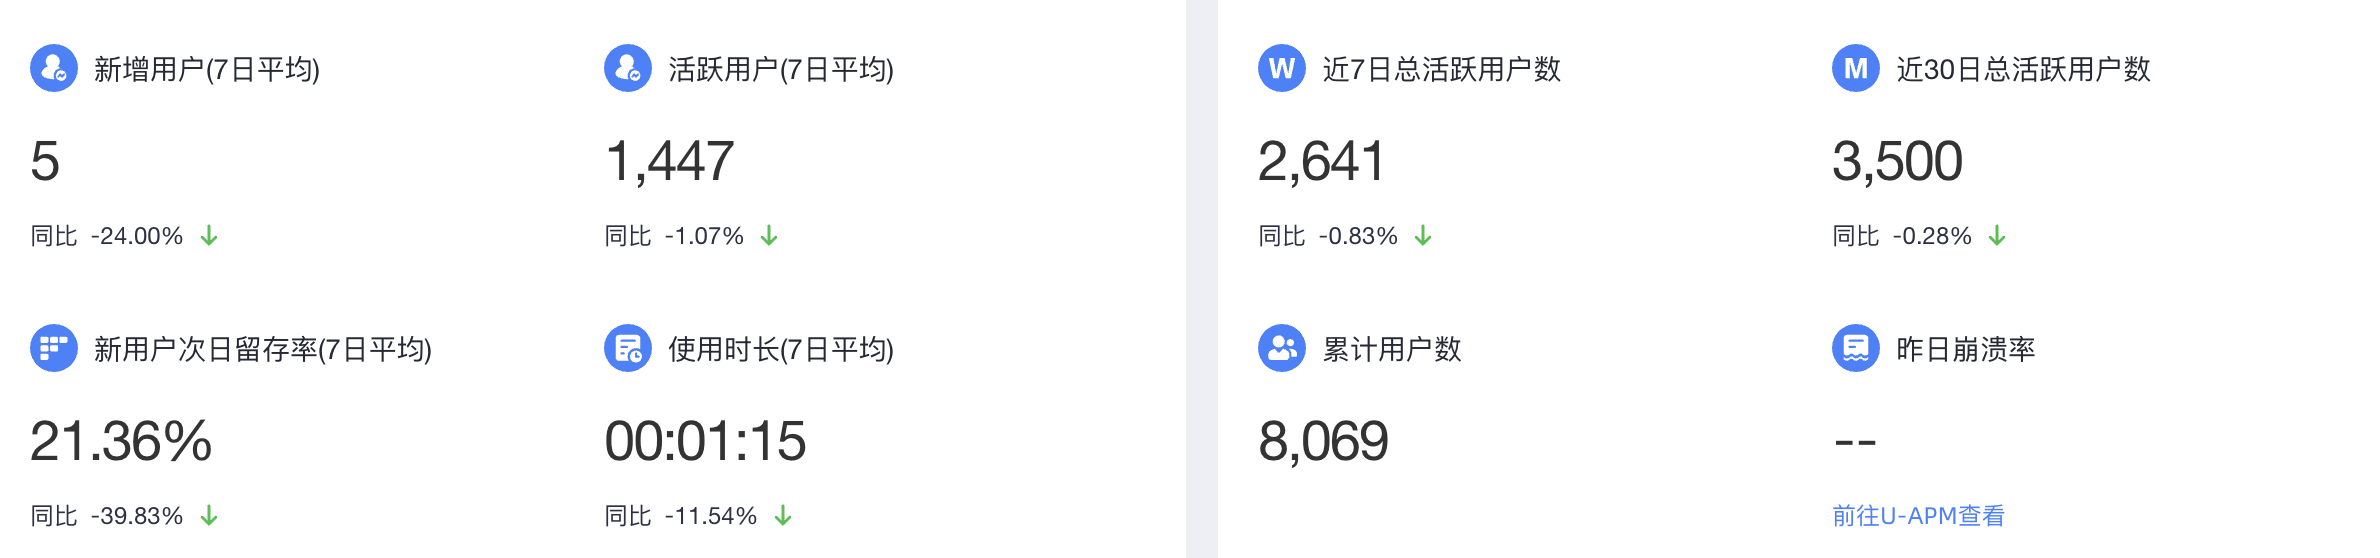 新增用户(7日平均)
5
同比 -24.00% ↓
活跃用户(7日平均)
1,447
同比 -1.07% ↓
新用户次日留存率(7日平均)
21.36%
同比 -39.83% ↓
使用时长(7日平均)
00:01:15
同比 -11.54% ↓
W 近7日总活跃用户数
2,641
同比 -0.83% ↓
M 近30日总活跃用户数
3,500
同比 -0.28% ↓
累计用户数
8,069
昨日崩溃率
--
前往U-APM查看